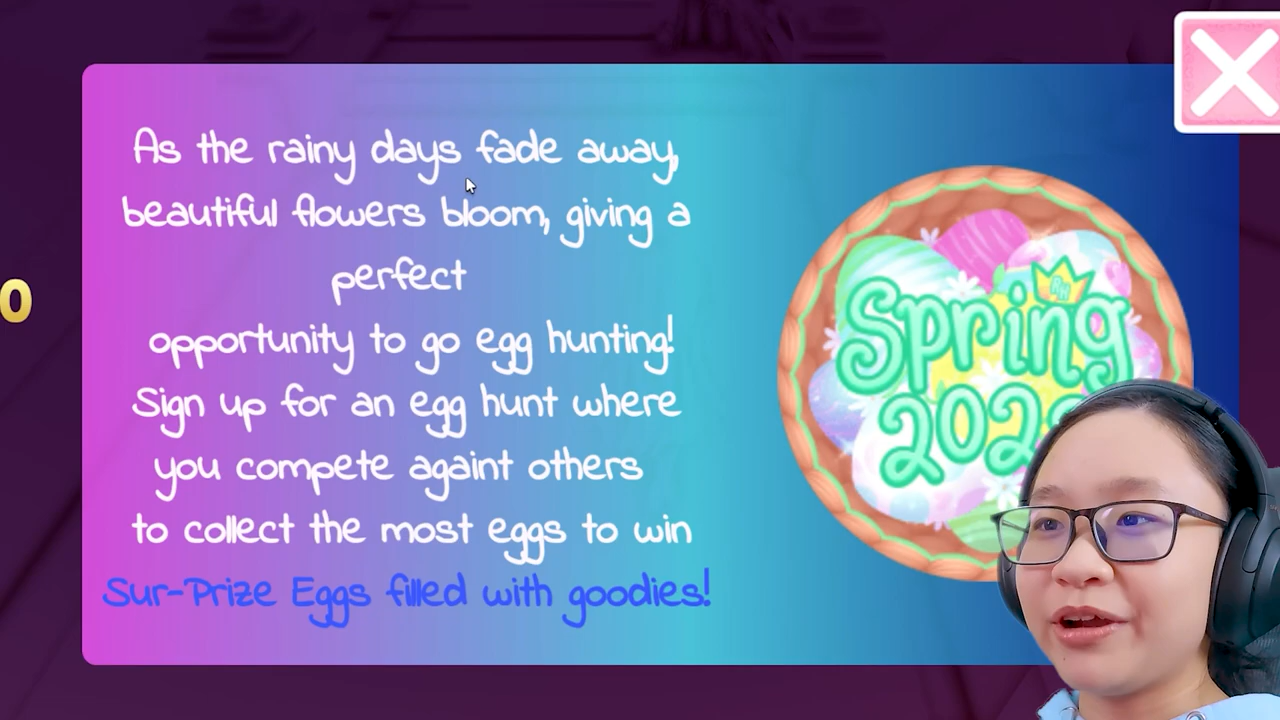 As the rainy days fade away,
beautiful flowers bloom, giving a
perfect
opportunity to go egg hunting!
Sign up for an egg hunt where
you compete againt others
to collect the most eggs to win
Sur-Prize Eggs filled with goodies!
0
RH
Spring